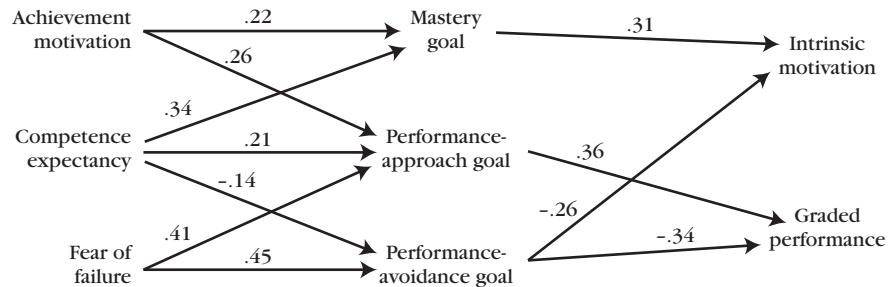 Achievement
motivation
.22
Mastery
goal
.31
Intrinsic
motivation
.26
.34
Competence
expectancy
.21
Performance-
approach goal
.36
-.14
-.26
Graded
performance
.41
-.34
Fear of
failure
.45
Performance-
avoidance goal